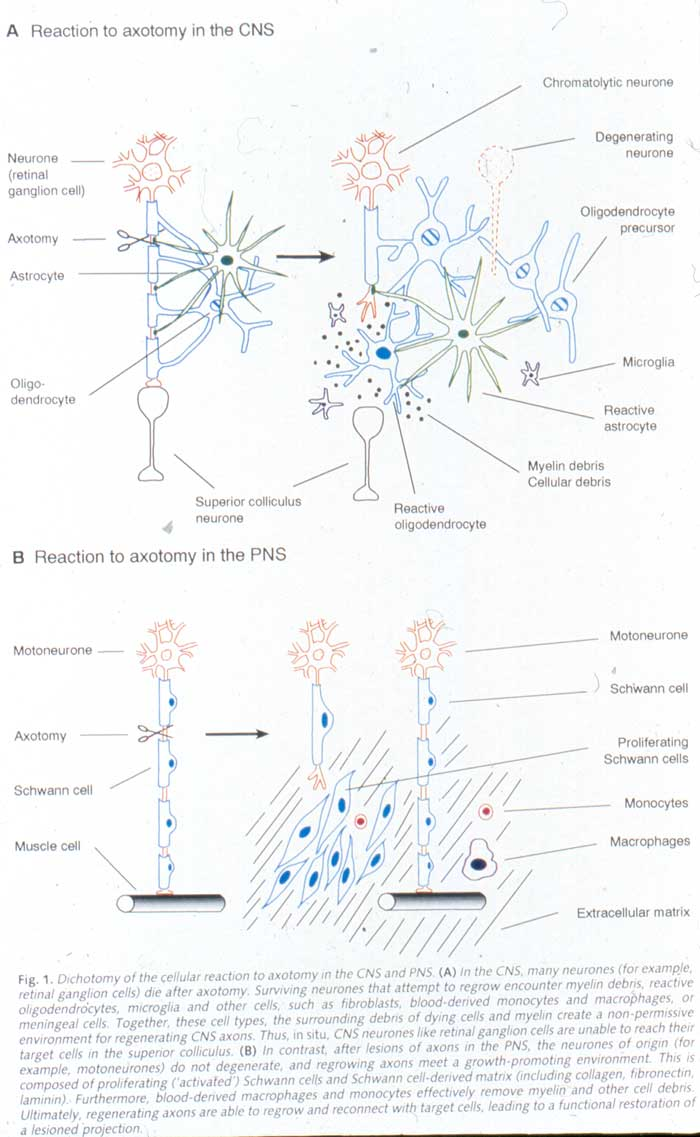 A Reaction to axotomy in the CNS
Chromatolytic neurone
Neurone
(retinal
ganglion cell)
Degenerating
neurone
Axotomy
Oligodendrocyte
precursor
Astrocyte
Oligo-
dendrocyte
Microglia
Reactive
astrocyte
Myelin debris
Cellular debris
Superior colliculus
neurone
Reactive
oligodendrocyte
B Reaction to axotomy in the PNS
Motoneurone
Motoneurone
Schwann cell
Axotomy
Proliferating
Schwann cells
Schwann cell
Monocytes
Muscle cell
Macrophages
Extracellular matrix
Fig. 1. Dichotomy of the cellular reaction to axotomy in the CNS and PNS. (A) In the CNS, many neurones (for example,
retinal ganglion cells) die after axotomy. Surviving neurones that attempt to regrow encounter myelin debris, reactive
oligodendrocytes, microglia and other cells, such as fibroblasts, blood-derived monocytes and macrophages, or
meningeal cells. Together, these cell types, the surrounding debris of dying cells and myelin create a non-permissive
environment for regenerating CNS axons. Thus, in situ, CNS neurones like retinal ganglion cells are unable to reach their
target cells in the superior colliculus. (B) In contrast, after lesions of axons in the PNS, the neurones of origin (for
example, motoneurones) do not degenerate, and regrowing axons meet a growth-promoting environment. This is
composed of proliferating ('activated') Schwann cells and Schwann cell-derived matrix (including collagen, fibronectin,
laminin). Furthermore, blood-derived macrophages and monocytes effectively remove myelin and other cell debris.
Ultimately, regenerating axons are able to regrow and reconnect with target cells, leading to a functional restoration of
a lesioned projection.